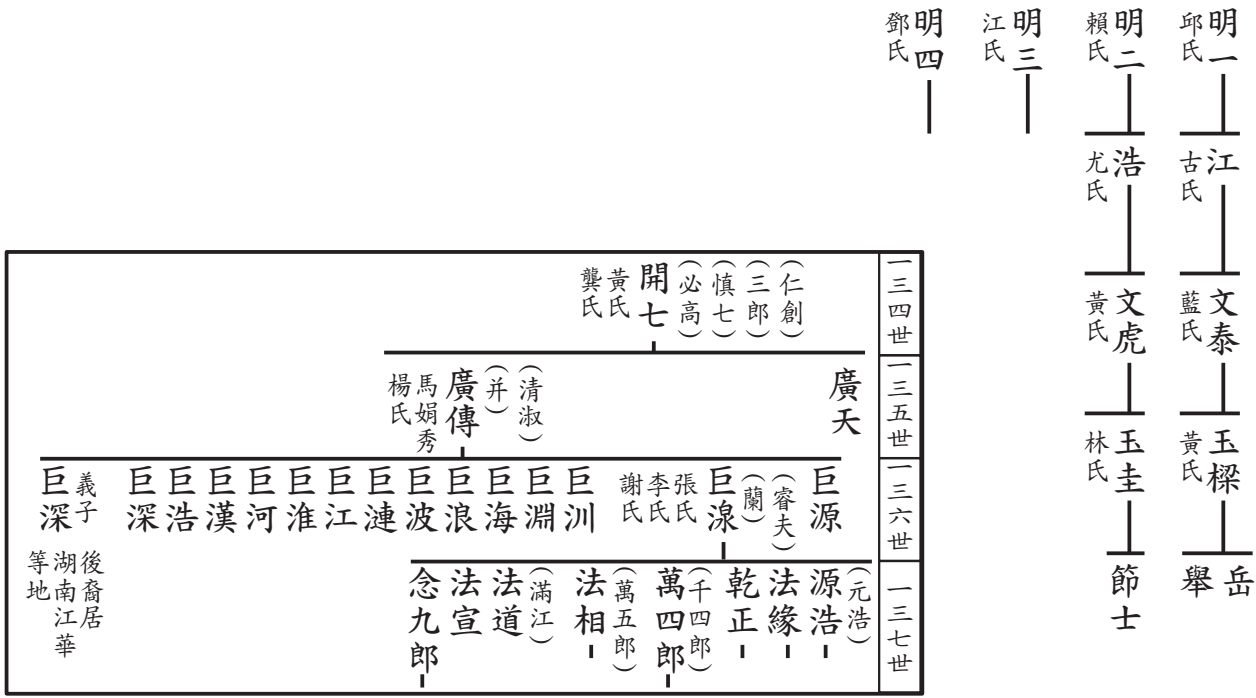 明一
邱氏
江
古氏
文泰
藍氏
玉樑
黃氏
岳
舉
明二
賴氏
浩
尤氏
文虎
黃氏
玉圭
林氏
節士
明三
江氏
明四
鄧氏
一三四世
(仁創)
(三郎)
(慎七)
(必高)
開七
黃氏
龔氏
一三五世
廣天
(清淑)
(并)
廣傳
馬娟秀
楊氏
一三六世
巨源
(睿夫)
(蘭)
巨湶
張氏
李氏
謝氏
巨汌
巨淵
巨海
巨浪
巨波
巨漣
巨江
巨淮
巨河
巨漢
巨浩
巨深
義子
巨深
後裔居
湖南江華
等地
一三七世
(元浩)
源浩
法緣
乾正
(千四郎)
萬四郎
(萬五郎)
法相
(滿江)
法道
法宣
念九郎